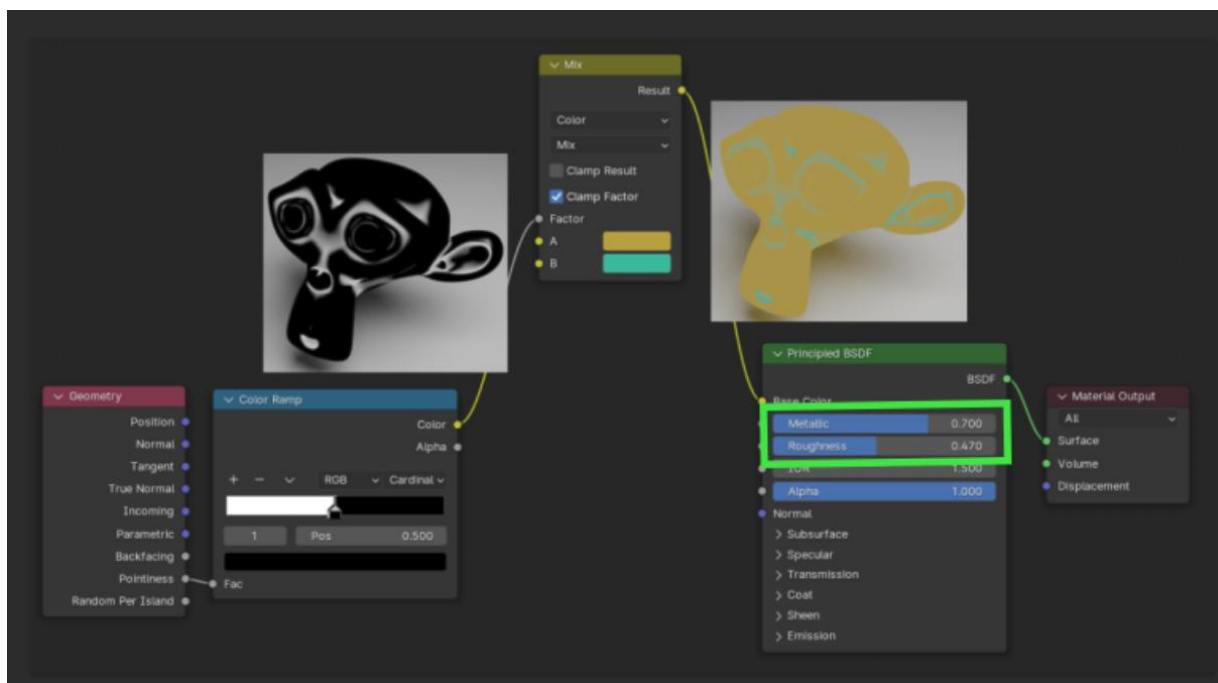 Mix
Result
Color
Mix
Clamp Result
Clamp Factor
Factor
A
B
Geometry
Position
Normal
Tangent
True Normal
Incoming
Parametric
Backfacing
Pointiness
Random Per Island
Color Ramp
Color
Alpha
RGB Cardinal
1 Pos 0.500
Fac
Principled BSDF
BSDF
Base Color
Metallic 0.700
Roughness 0.470
IOR 1.500
Alpha 1.000
Normal
Subsurface
Specular
Transmission
Coat
Sheen
Emission
Material Output
All
Surface
Volume
Displacement